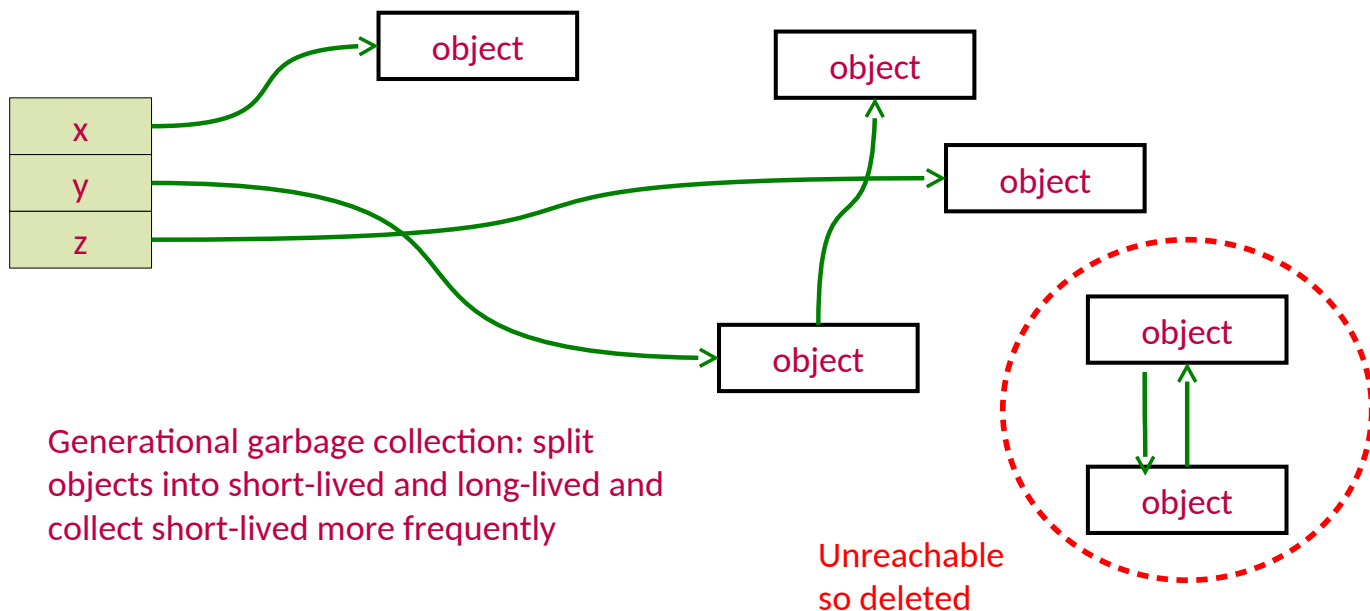 object
object
x
y
z
object
object
object
object
Generational garbage collection: split
objects into short-lived and long-lived and
collect short-lived more frequently
Unreachable
so deleted